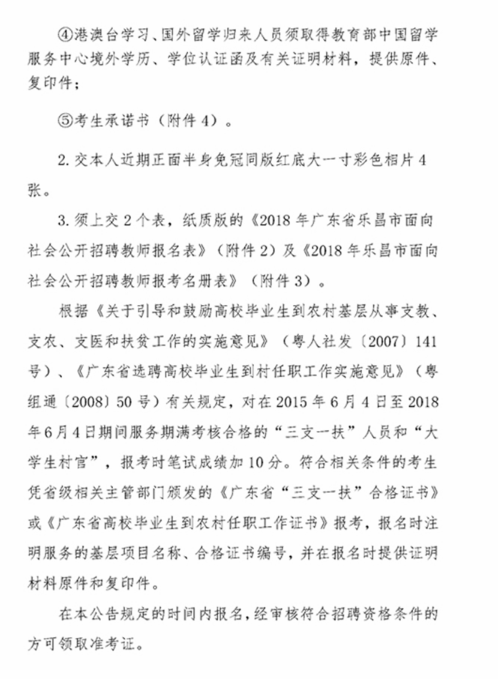 ④港澳台学习、国外留学归来人员须取得教育部中国留学
服务中心境外学历、学位认证函及有关证明材料，提供原件、
复印件；
⑤考生承诺书（附件4）。
2.交本人近期正面半身免冠同版红底大一寸彩色相片4
张。
3.须上交2个表，纸质版的《2018年广东省乐昌市面向
社会公开招聘教师报名表》（附件2）及《2018年乐昌市面向
社会公开招聘教师报考名册表》（附件3）。
根据《关于引导和鼓励高校毕业生到农村基层从事支教、
支农、支医和扶贫工作的实施意见》（粤人社发〔2007〕141
号）、《广东省选聘高校毕业生到村任职工作实施意见》（粤
组通〔2008〕50号）有关规定，对在2015年6月4日至2018
年6月4日期间服务期满考核合格的“三支一扶”人员和“大
学生村官”，报考时笔试成绩加10分。符合相关条件的考生
凭省级相关主管部门颁发的《广东省“三支一扶”合格证书》
或《广东省高校毕业生到农村任职工作证书》报考，报名时注
明服务的基层项目名称、合格证书编号，并在报名时提供证明
材料原件和复印件。
在本公告规定的时间内报名，经审核符合招聘资格条件的
方可领取准考证。